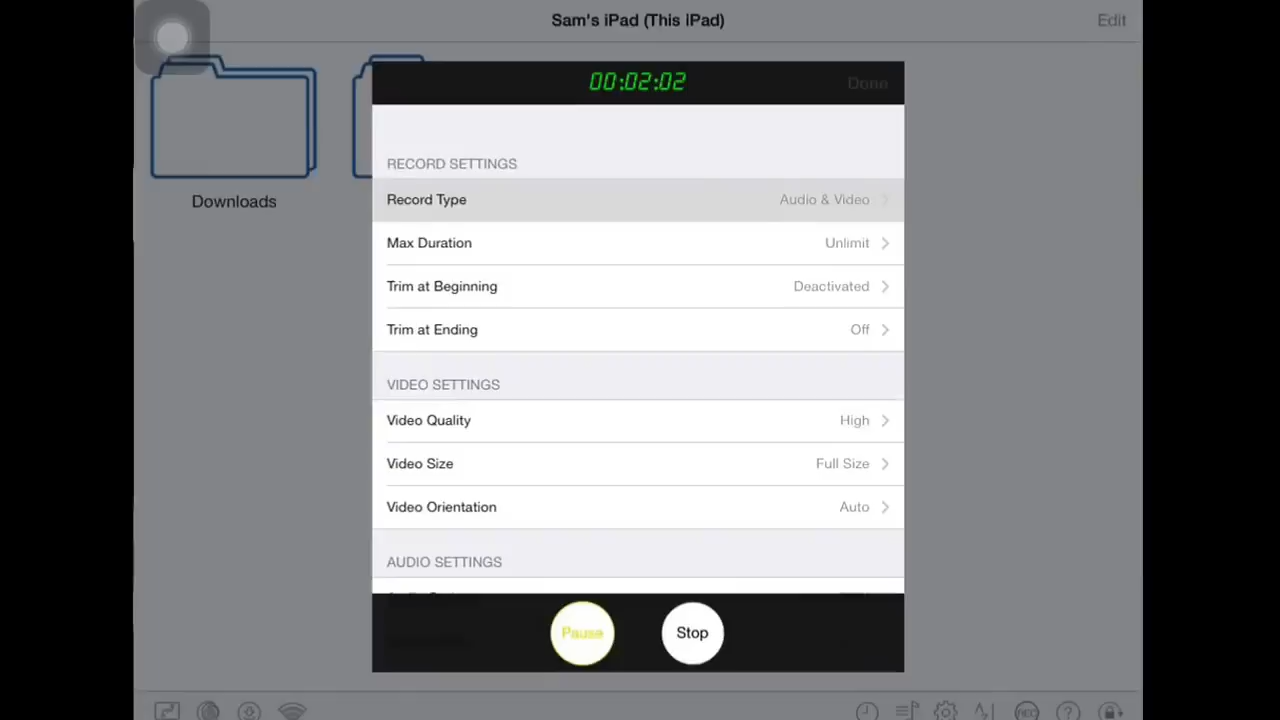 Sam's iPad (This iPad)
Edit
00:02:02
Done
RECORD SETTINGS
Record Type
Audio & Video
Max Duration
Unlimit
Trim at Beginning
Deactivated
Trim at Ending
Off
Downloads
VIDEO SETTINGS
Video Quality
High
Video Size
Full Size
Video Orientation
Auto
AUDIO SETTINGS
Pause
Stop
REC
?